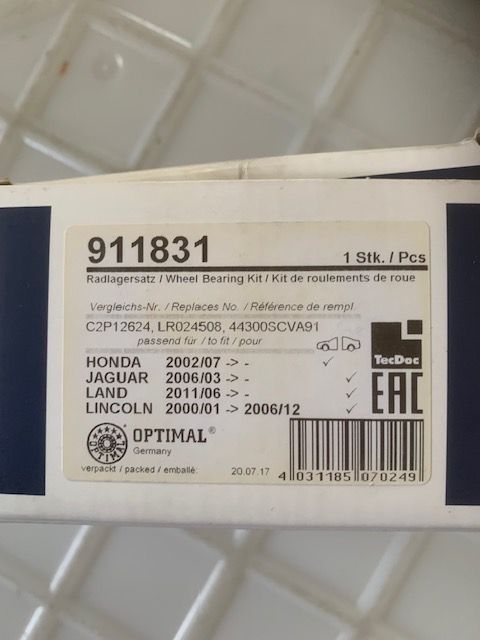 911831 1 Stk. / Pcs
Radlagersatz / Wheel Bearing Kit / Kit de roulements de roue
Vergleichs-Nr. / Replaces No. / Référence de rempl.
C2P12624, LR024508, 44300SCVA91
passend für / to fit / pour
HONDA 2002/07 -> - ✓
JAGUAR 2006/03 -> - ✓
LAND 2011/06 -> - ✓
LINCOLN 2000/01 -> 2006/12 ✓
TecDoc
EAC
OPTIMAL
OPTIMAL®
Germany
verpackt / packed / emballé: 20.07.17
4 031185 070249